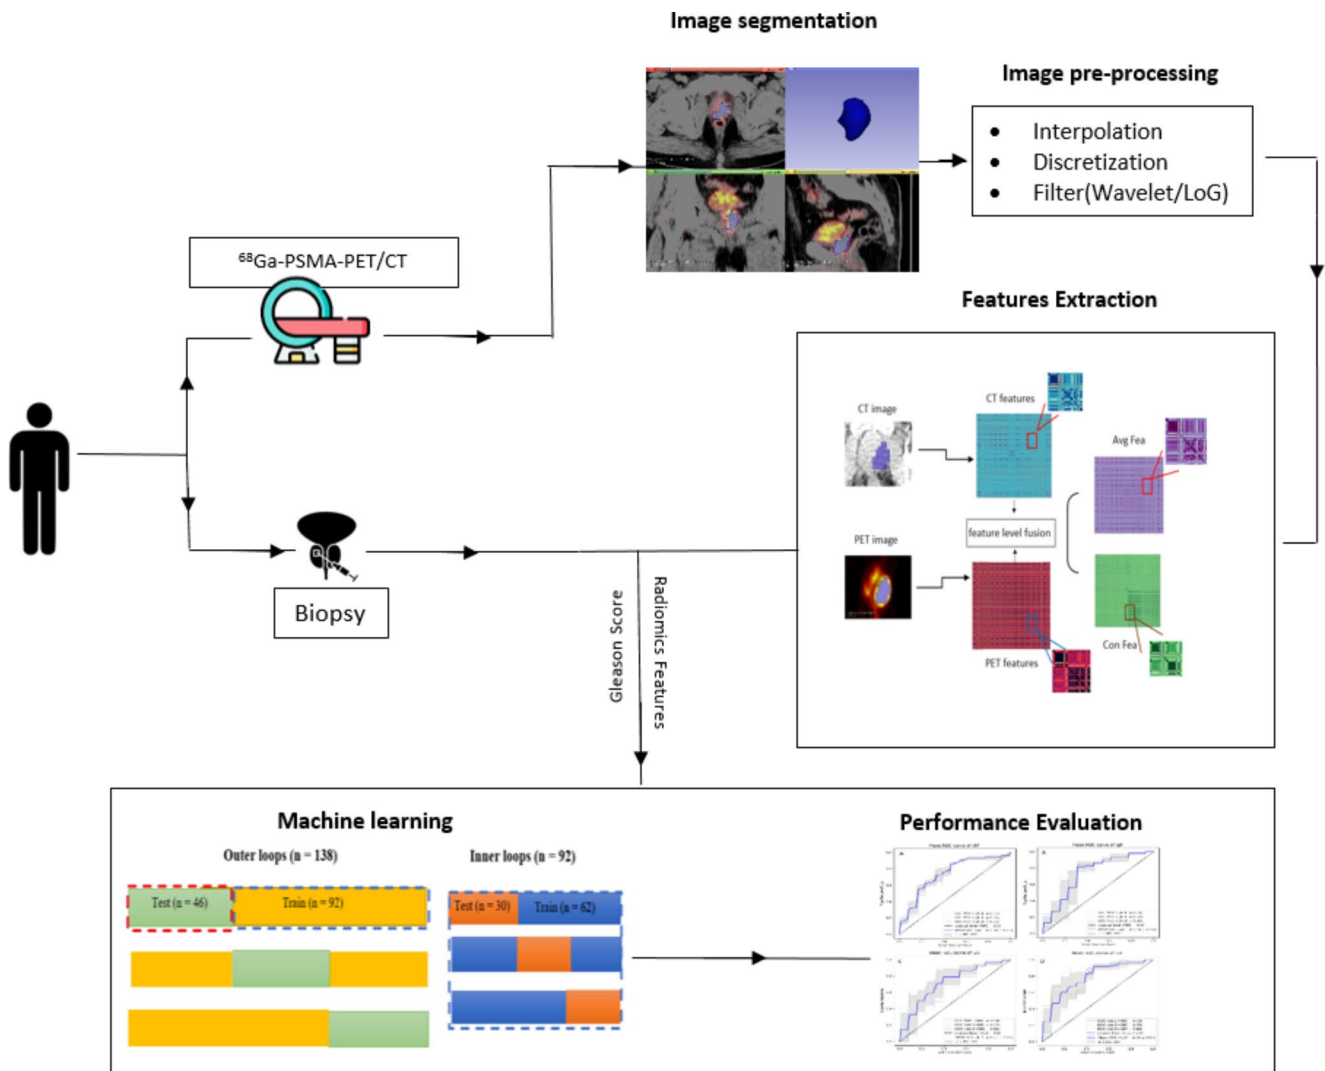 Image segmentation
Image pre-processing
• Interpolation
• Discretization
• Filter(Wavelet/LoG)
⁶⁸Ga-PSMA-PET/CT
Features Extraction
CT image
CT features
Avg Fea
feature level fusion
PET image
PET features
Con Fea
Biopsy
Gleason Score
Radiomics Features
Machine learning
Performance Evaluation
Outer loops (n = 138)
Inner loops (n = 92)
Test (n = 46)
Train (n = 92)
Test (n = 30)
Train (n = 62)